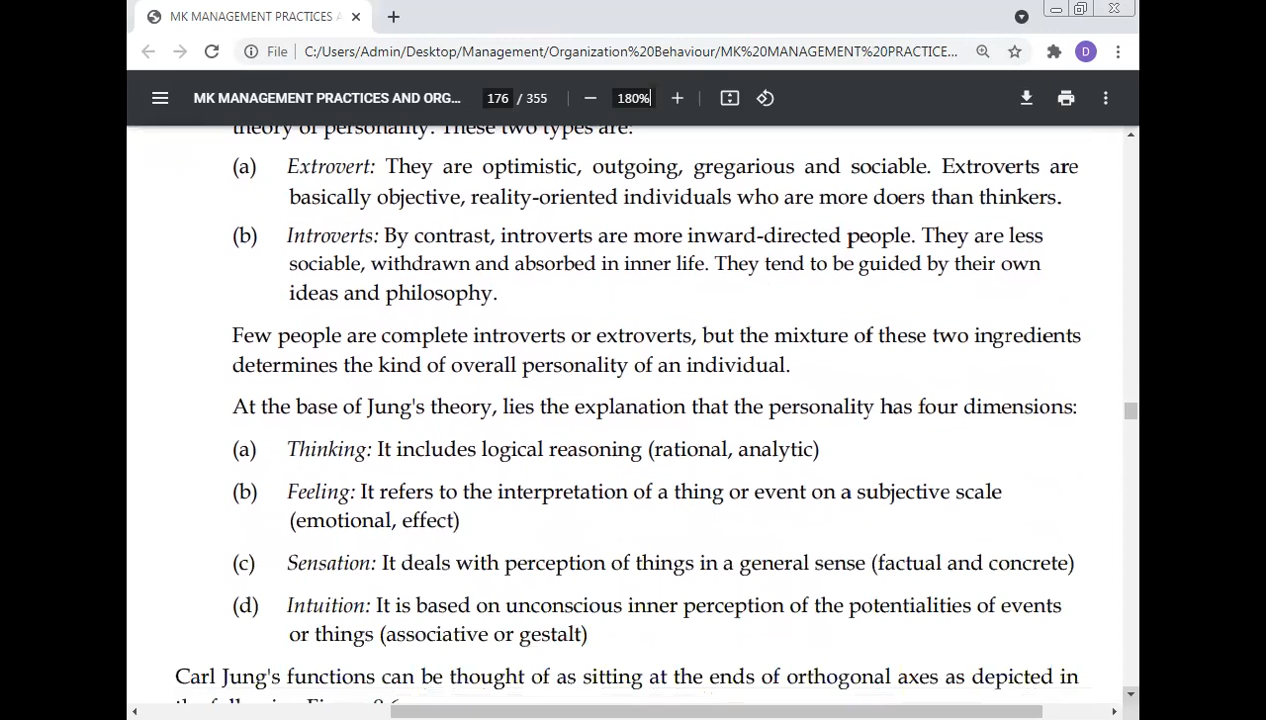 MK MANAGEMENT PRACTICES A
File C:/Users/Admin/Desktop/Management/Organization%20Behaviour/MK%20MANAGEMENT%20PRACTICE... D
MK MANAGEMENT PRACTICES AND ORG... 176 / 355 180%
theory of personality. These two types are:
(a) Extrovert: They are optimistic, outgoing, gregarious and sociable. Extroverts are
basically objective, reality-oriented individuals who are more doers than thinkers.
(b) Introverts: By contrast, introverts are more inward-directed people. They are less
sociable, withdrawn and absorbed in inner life. They tend to be guided by their own
ideas and philosophy.
Few people are complete introverts or extroverts, but the mixture of these two ingredients
determines the kind of overall personality of an individual.
At the base of Jung's theory, lies the explanation that the personality has four dimensions:
(a) Thinking: It includes logical reasoning (rational, analytic)
(b) Feeling: It refers to the interpretation of a thing or event on a subjective scale
(emotional, effect)
(c) Sensation: It deals with perception of things in a general sense (factual and concrete)
(d) Intuition: It is based on unconscious inner perception of the potentialities of events
or things (associative or gestalt)
Carl Jung's functions can be thought of as sitting at the ends of orthogonal axes as depicted in
the following Figure 8.6